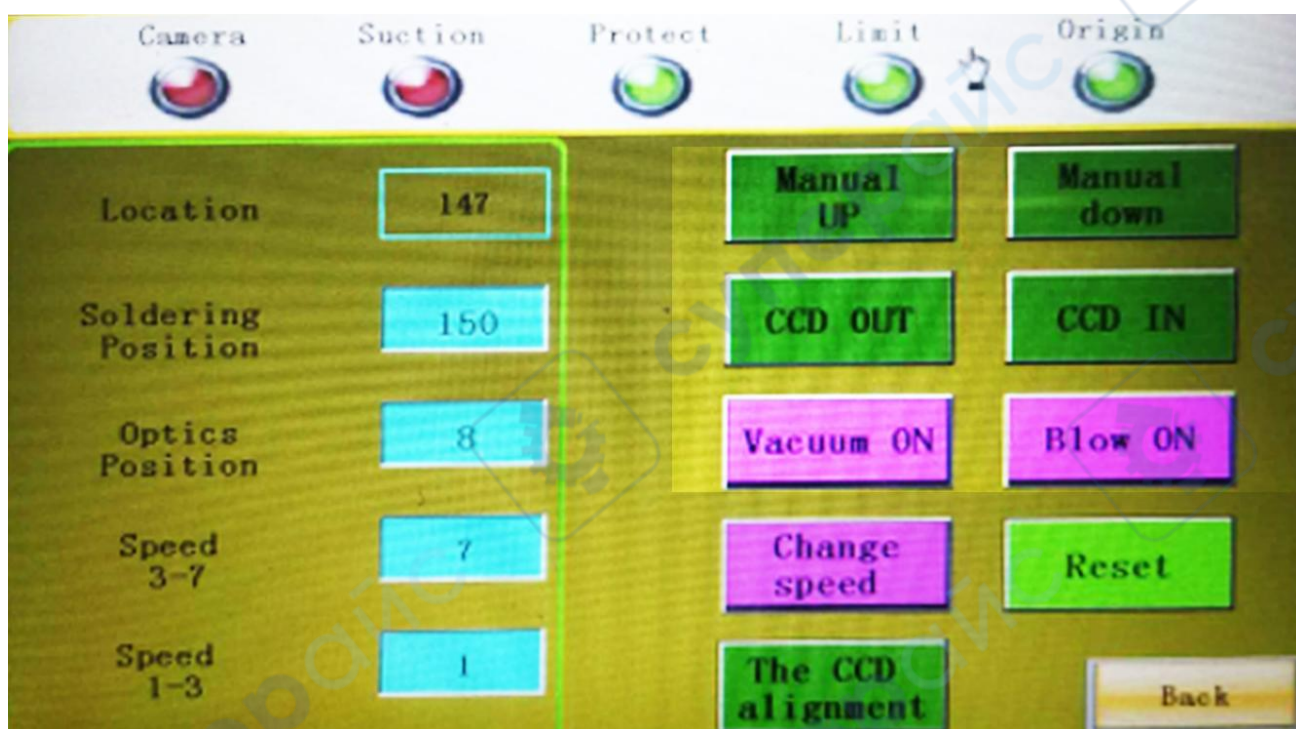 Camera Suction Protect Limit Origin
Location 147
Manual
UP
Manual
down
Soldering
Position
150
CCD OUT
CCD IN
Optics
Position
8
Vacuum ON
Blow ON
Speed
3-7
7
Change
speed
Reset
Speed
1-3
1
The CCD
alignment
Back
суперайс